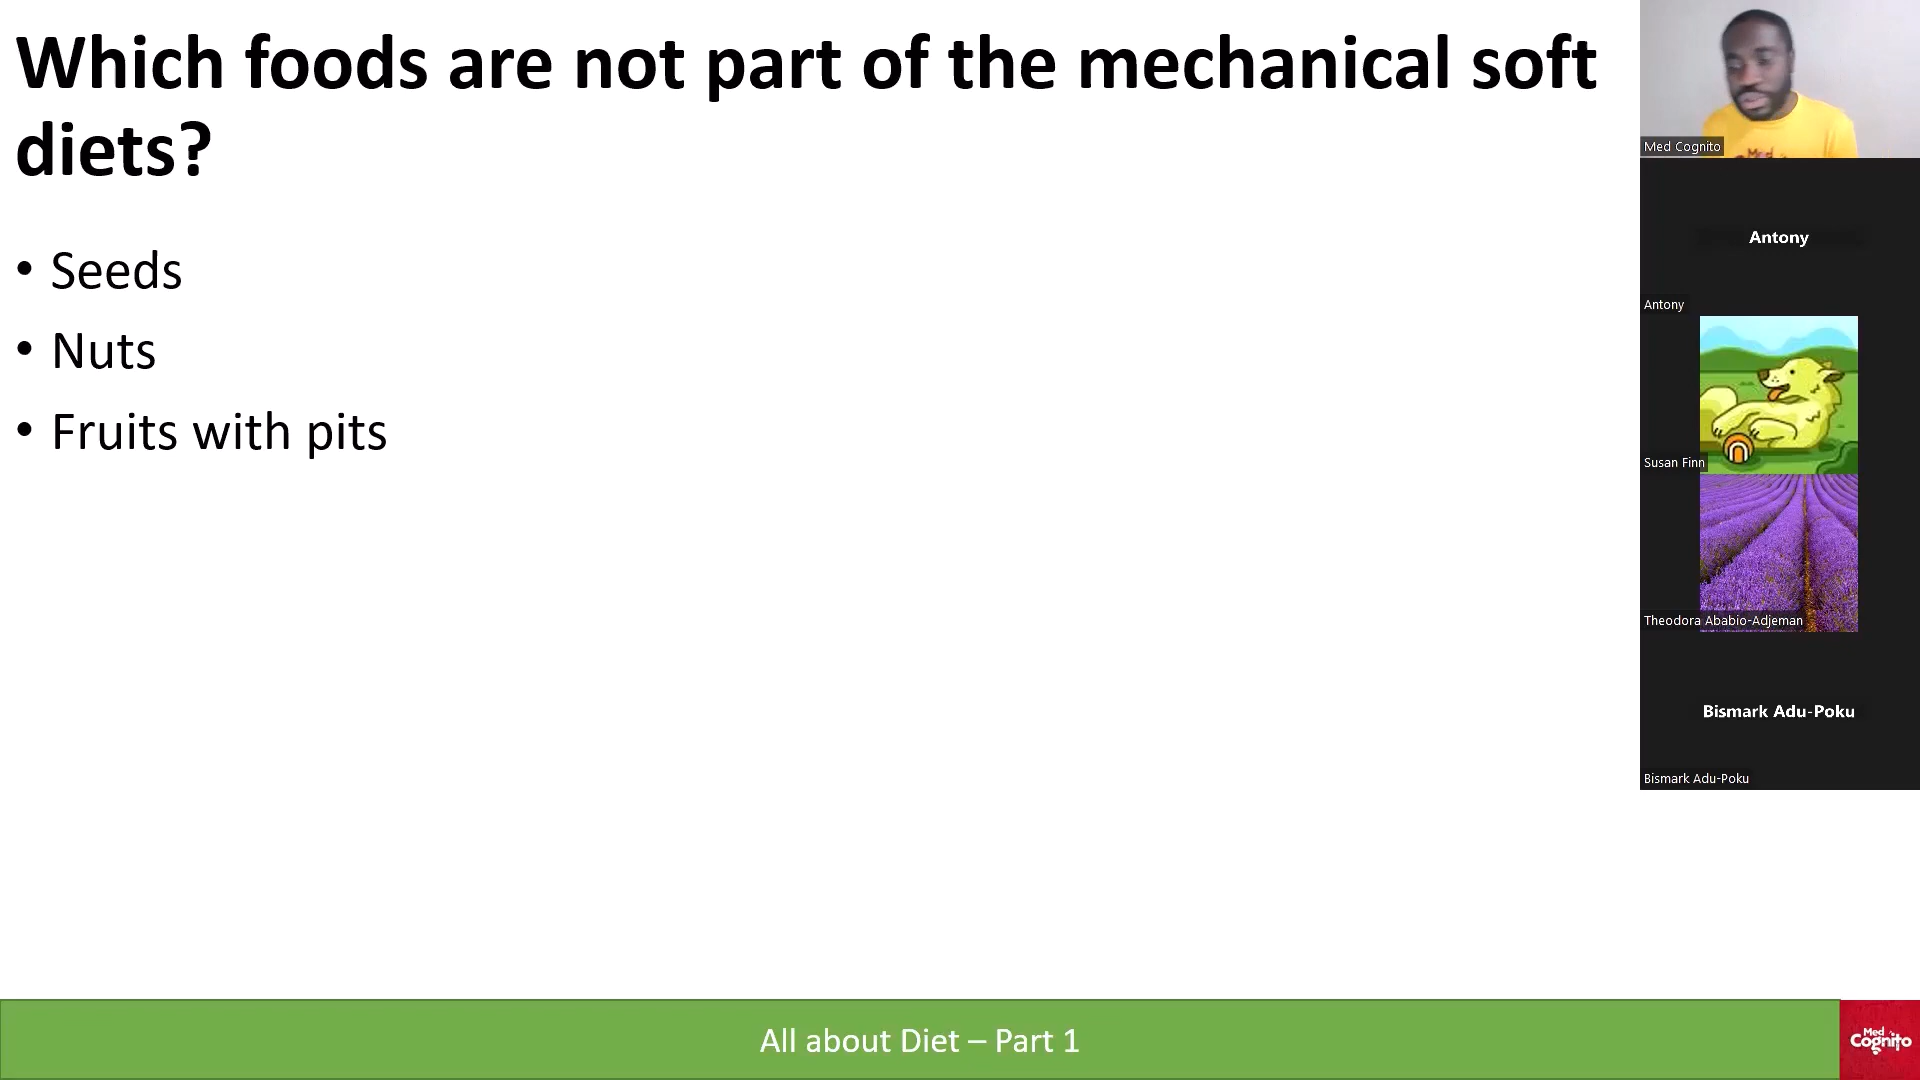 Which foods are not part of the mechanical soft
diets?
• Seeds
• Nuts
• Fruits with pits
Med Cognito
Antony
Antony
Susan Finn
Theodora Ababio-Adjeman
Bismark Adu-Poku
Bismark Adu-Poku
All about Diet – Part 1
Med
Cognito